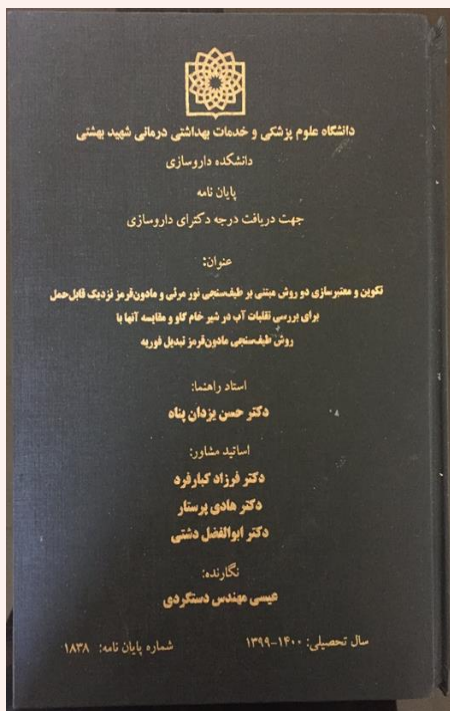 دانشگاه علوم پزشکی و خدمات بهداشتی درمانی شهید بهشتی
دانشکده داروسازی
پایان نامه
جهت دریافت درجه دکترای داروسازی
عنوان:
تکوین و معتبرسازی دو روش مبتنی بر طیف‌سنجی نور مرئی و مادون‌قرمز نزدیک قابل‌حمل
برای بررسی تقلبات آب در شیر خام گاو و مقایسه آنها با
روش طیف‌سنجی مادون‌قرمز تبدیل فوریه
استاد راهنما:
دکتر حسن یزدان پناه
اساتید مشاور:
دکتر فرزاد کبارفرد
دکتر هادی پرستار
دکتر ابوالفضل دشتی
نگارنده:
عیسی مهندس دستگردی
سال تحصیلی: ۱۴۰۰-۱۳۹۹ شماره پایان نامه: ۱۸۳۸